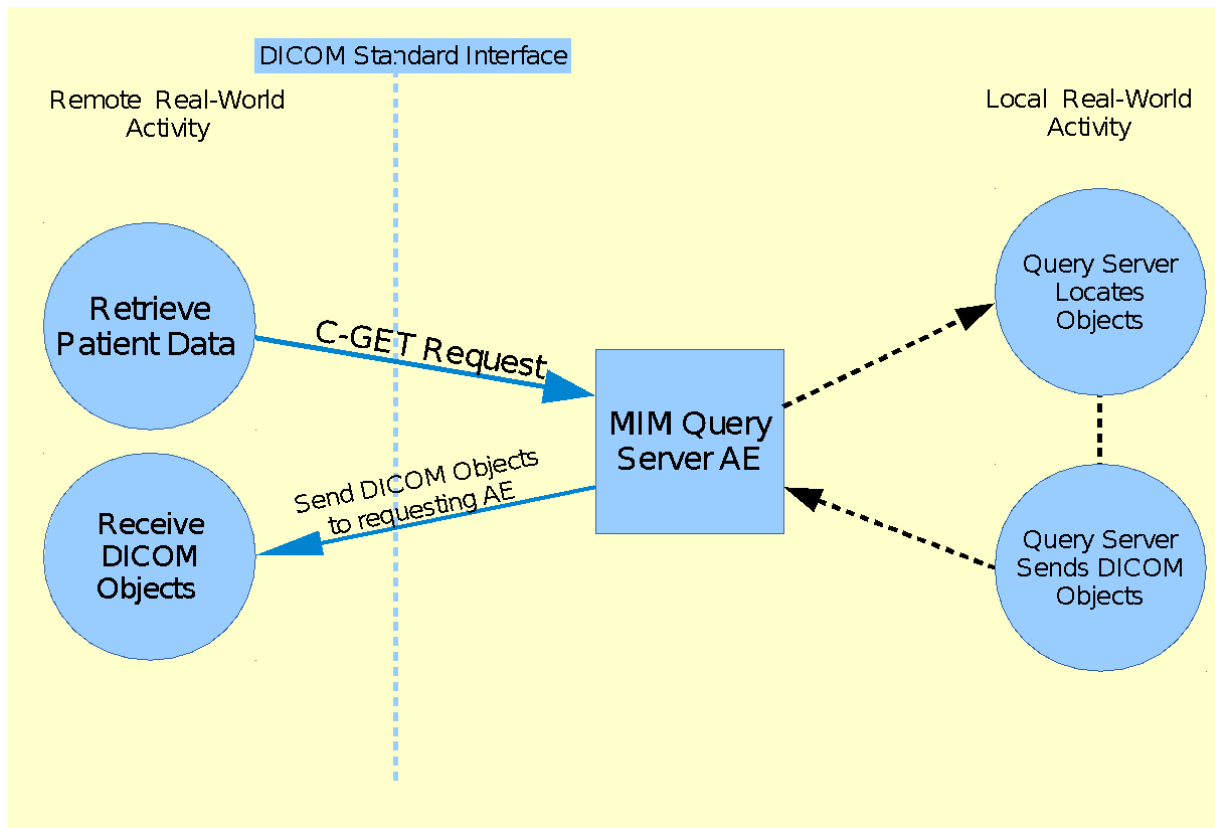 DICOM Standard Interface
Remote Real-World
Activity
Local Real-World
Activity
Retrieve
Patient Data
C-GET Request
Query Server
Locates
Objects
MIM Query
Server AE
Send DICOM Objects
to requesting AE
Receive
DICOM
Objects
Query Server
Sends DICOM
Objects